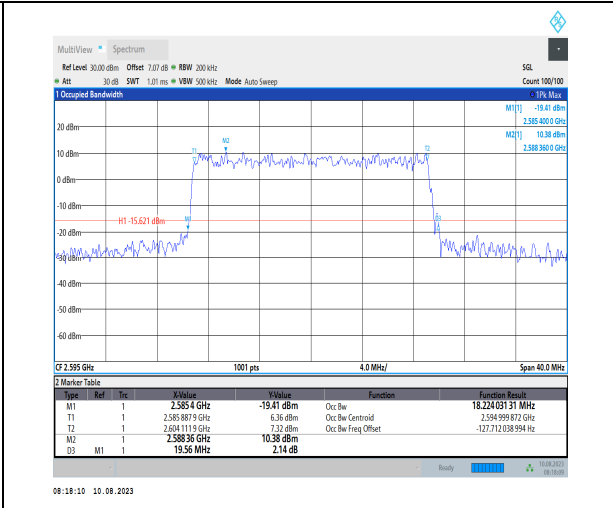 MultiView Spectrum
Ref Level 30.00 dBm Offset 7.07 dB RBW 200 kHz SGL
Att 30 dB SWT 1.01 ms VBW 500 kHz Mode Auto Sweep Count 100/100
1 Occupied Bandwidth 1Pk Max
M1[1] -19.41 dBm
2.585 400 0 GHz
M2[1] 10.38 dBm
2.588 360 0 GHz
20 dBm
M2
T1
T2
10 dBm
0 dBm
-10 dBm
H1 -15.621 dBm
M1
-20 dBm
-30 dBm
-40 dBm
-50 dBm
-60 dBm
CF 2.595 GHz 1001 pts 4.0 MHz/ Span 40.0 MHz
2 Marker Table
Type Ref Trc X-Value Y-Value Function Function Result
M1 1 2.585 4 GHz -19.41 dBm Occ Bw 18.224 031 31 MHz
T1 1 2.585 887 9 GHz 6.36 dBm Occ Bw Centroid 2.594 999 872 GHz
T2 1 2.604 111 9 GHz 7.32 dBm Occ Bw Freq Offset -127.712 038 994 Hz
M2 1 2.588 36 GHz 10.38 dBm
D3 M1 1 19.56 MHz 2.14 dB
Ready 10.08.2023
08:18:09
08:18:10 10.08.2023